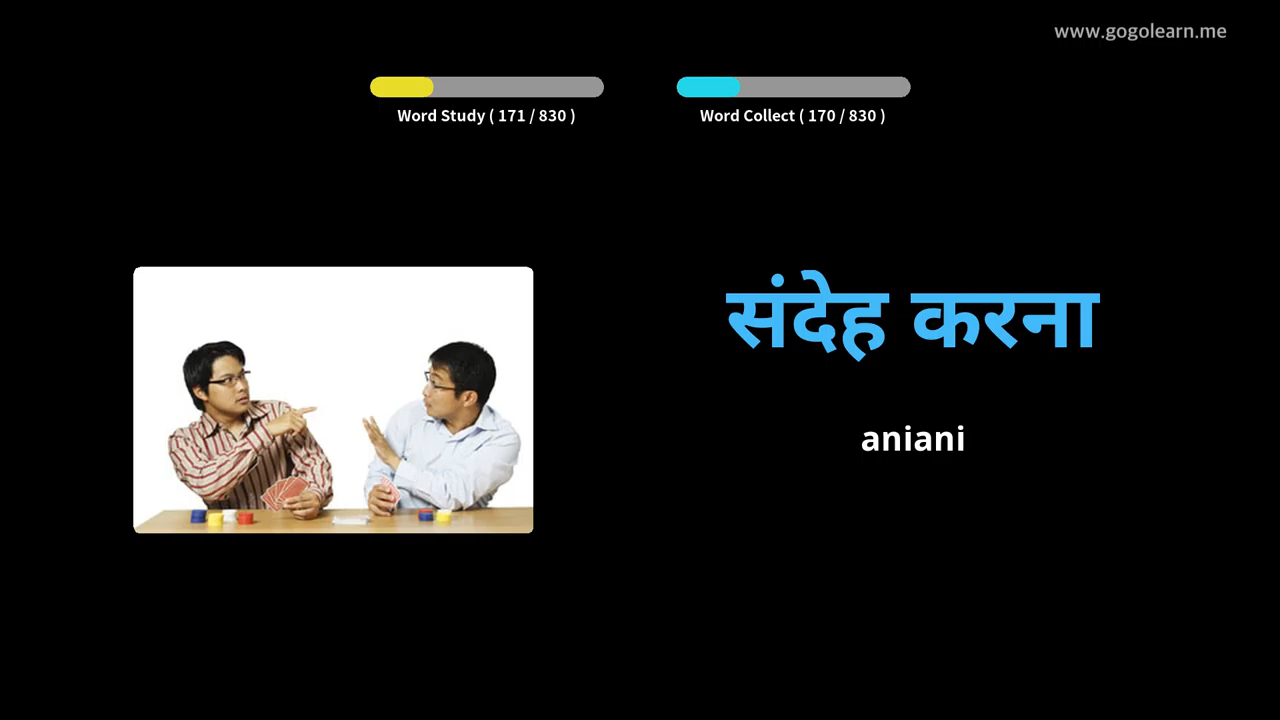 www.gogolearn.me
Word Study ( 171 / 830 )
Word Collect ( 170 / 830 )
संदेह करना
aniani